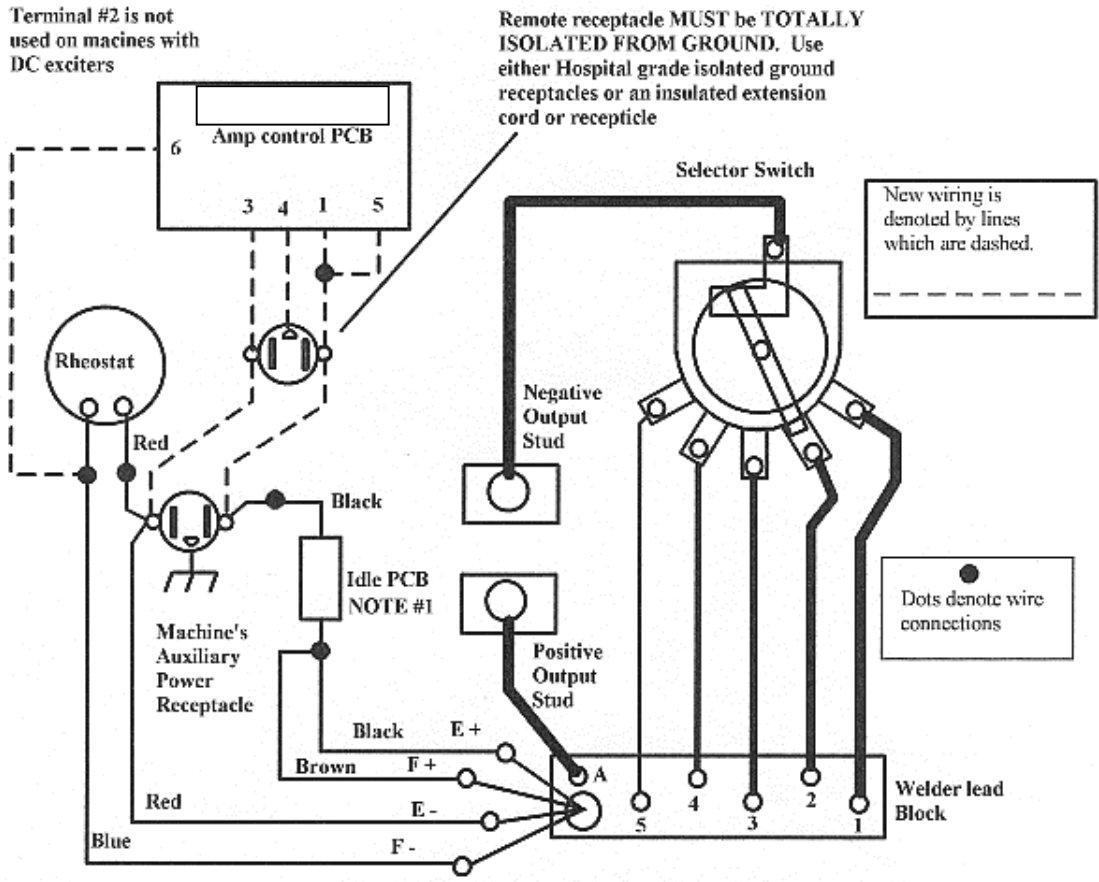 Terminal #2 is not
used on macines with
DC exciters
Remote receptacle MUST be TOTALLY
ISOLATED FROM GROUND. Use
either Hospital grade isolated ground
receptacles or an insulated extension
cord or recepticle
6
Amp control PCB
3 4 1 5
Selector Switch
New wiring is
denoted by lines
which are dashed.
Rheostat
Red
Negative
Output
Stud
Black
Idle PCB
NOTE #1
Dots denote wire
connections
Machine's
Auxiliary
Power
Receptacle
Positive
Output
Stud
Black E +
Brown F +
Red E -
Blue F -
A
5 4 3 2 1
Welder lead
Block